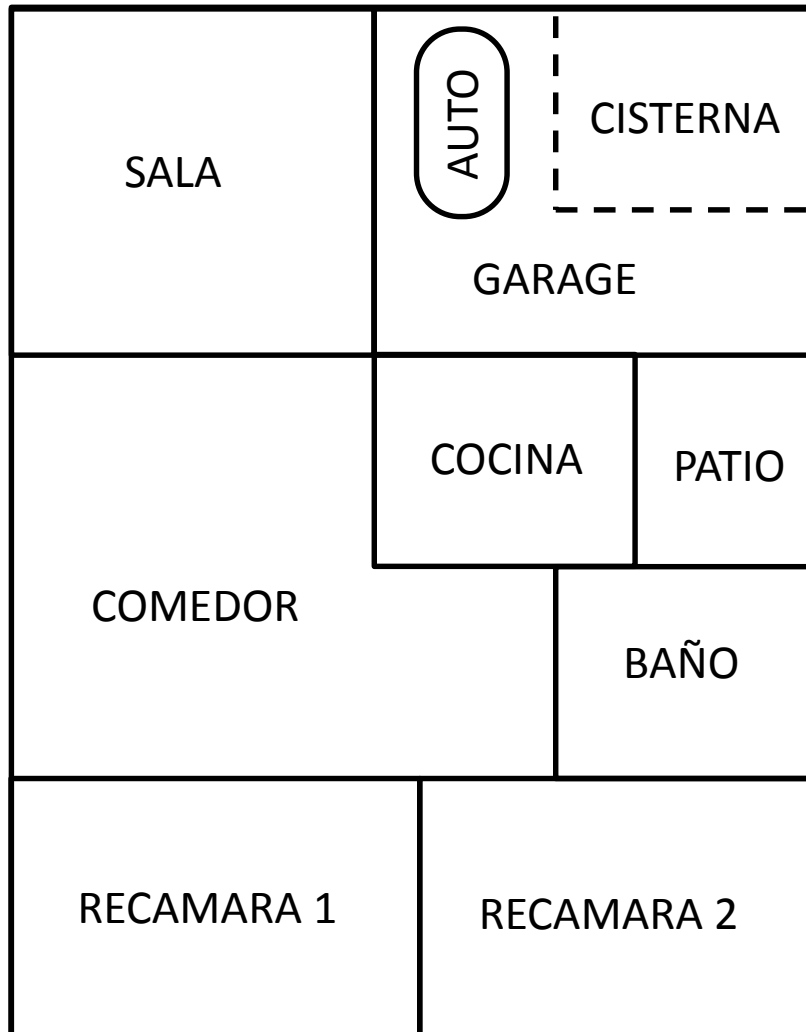 AUTO
CISTERNA
SALA
GARAGE
COCINA
PATIO
COMEDOR
BAÑO
RECAMARA 1
RECAMARA 2